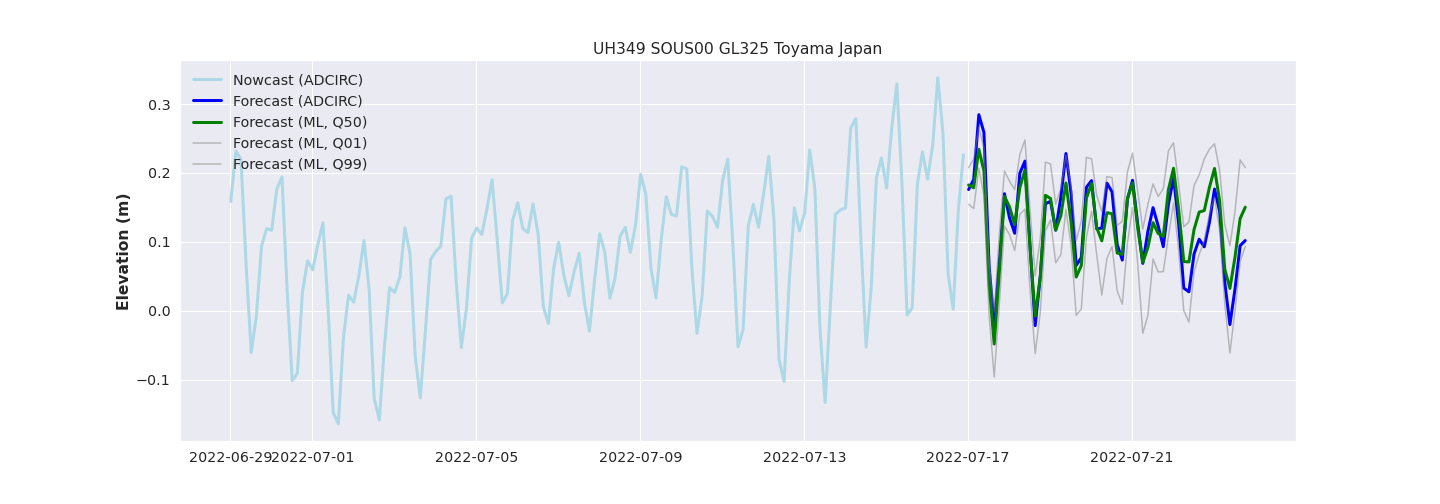 UH349 SOUS00 GL325 Toyama Japan
Nowcast (ADCIRC)
Forecast (ADCIRC)
Forecast (ML, Q50)
Forecast (ML, Q01)
Forecast (ML, Q99)
Elevation (m)
0.3
0.2
0.1
0.0
−0.1
2022-06-29
2022-07-01
2022-07-05
2022-07-09
2022-07-13
2022-07-17
2022-07-21